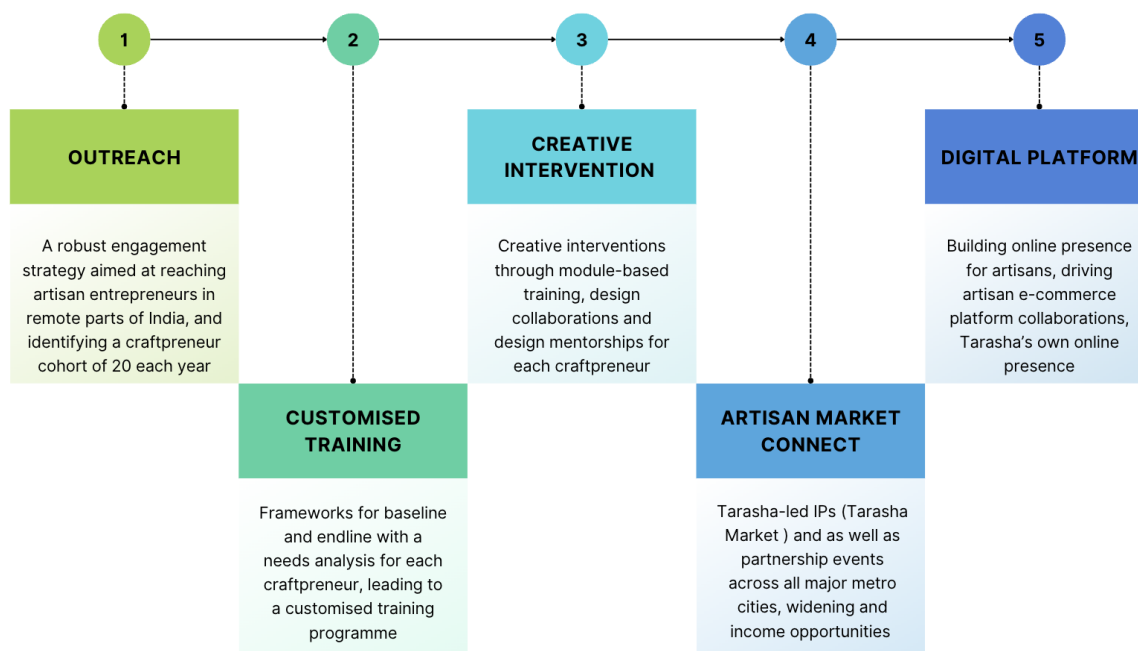 1
2
3
4
5
OUTREACH
A robust engagement
strategy aimed at reaching
artisan entrepreneurs in
remote parts of India, and
identifying a craftpreneur
cohort of 20 each year
CUSTOMISED
TRAINING
Frameworks for baseline
and endline with a
needs analysis for each
craftpreneur, leading to
a customised training
programme
CREATIVE
INTERVENTION
Creative interventions
through module-based
training, design
collaborations and
design mentorships for
each craftpreneur
ARTISAN MARKET
CONNECT
Tarasha-led IPs (Tarasha
Market ) and as well as
partnership events
across all major metro
cities, widening and
income opportunities
DIGITAL PLATFORM
Building online presence
for artisans, driving
artisan e-commerce
platform collaborations,
Tarasha’s own online
presence